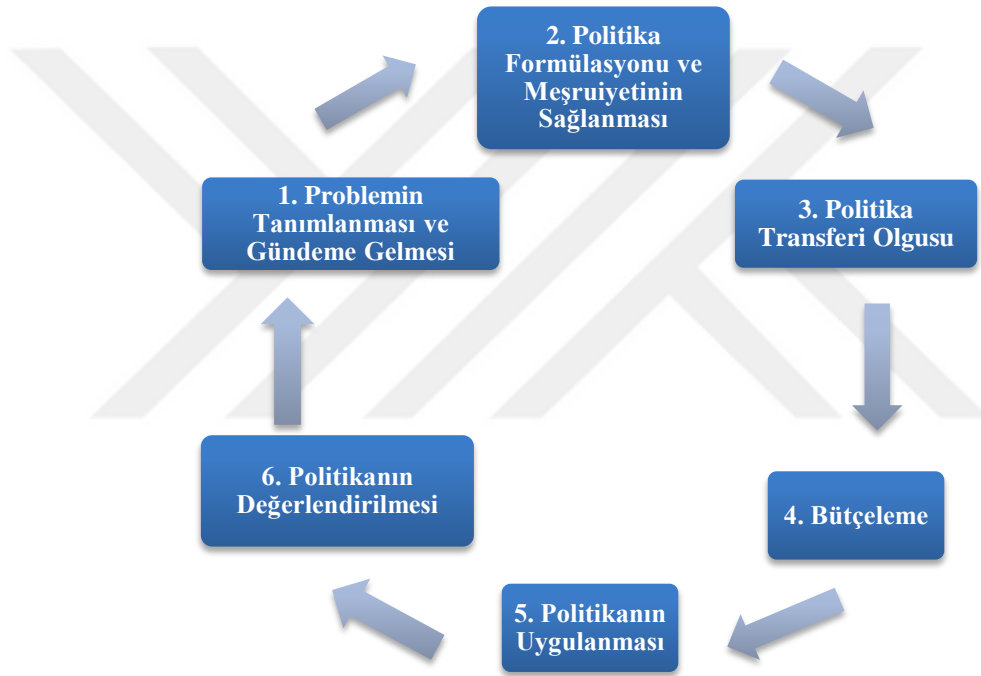 1. Problemin
Tanımlanması ve
Gündeme Gelmesi
2. Politika
Formülasyonu ve
Meşruiyetinin
Sağlanması
3. Politika
Transferi Olgusu
4. Bütçeleme
5. Politikanın
Uygulanması
6. Politikanın
Değerlendirilmesi